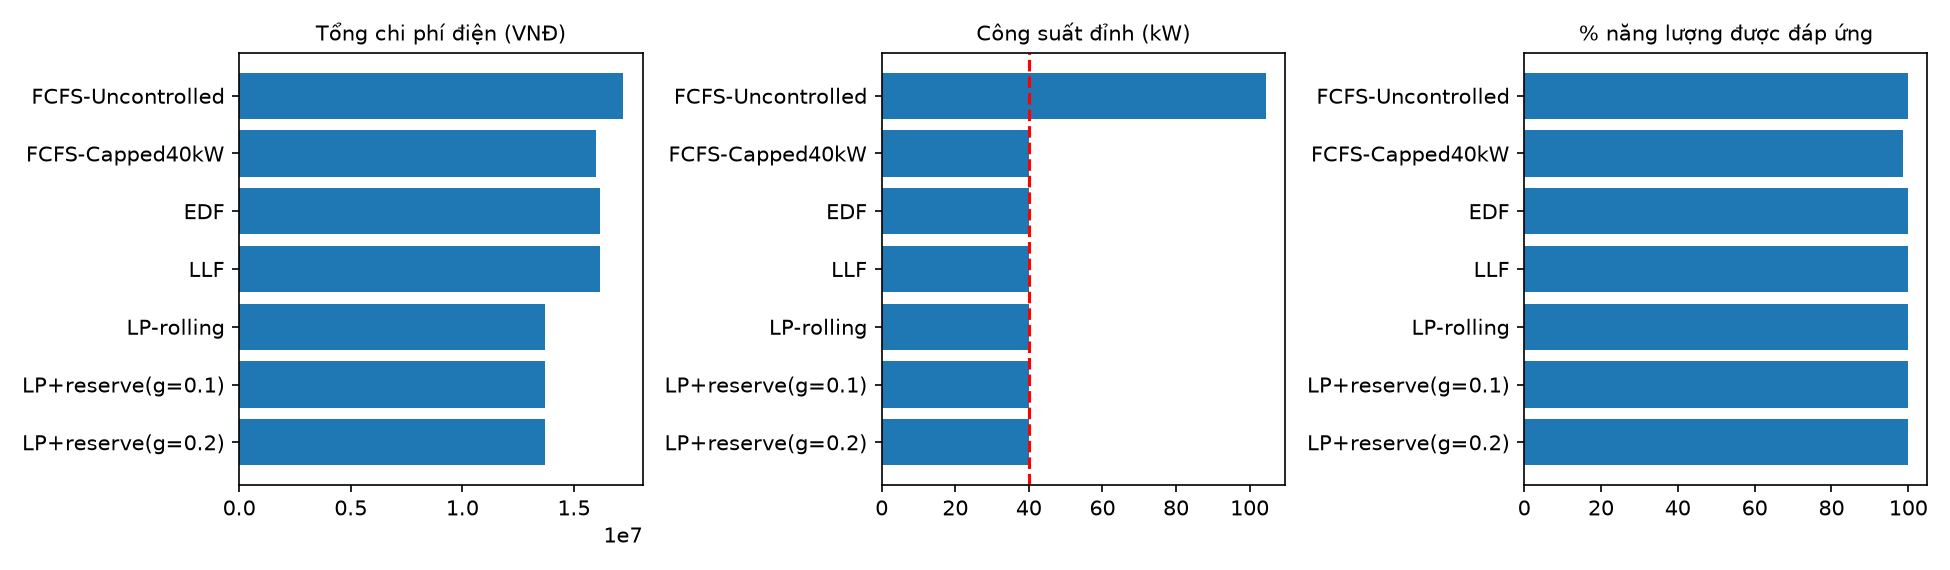 Tổng chi phí điện (VNĐ)
FCFS-Uncontrolled
FCFS-Capped40kW
EDF
LLF
LP-rolling
LP+reserve(g=0.1)
LP+reserve(g=0.2)
0.0 0.5 1.0 1.5
1e7
Công suất đỉnh (kW)
FCFS-Uncontrolled
FCFS-Capped40kW
EDF
LLF
LP-rolling
LP+reserve(g=0.1)
LP+reserve(g=0.2)
0 20 40 60 80 100
% năng lượng được đáp ứng
FCFS-Uncontrolled
FCFS-Capped40kW
EDF
LLF
LP-rolling
LP+reserve(g=0.1)
LP+reserve(g=0.2)
0 20 40 60 80 100